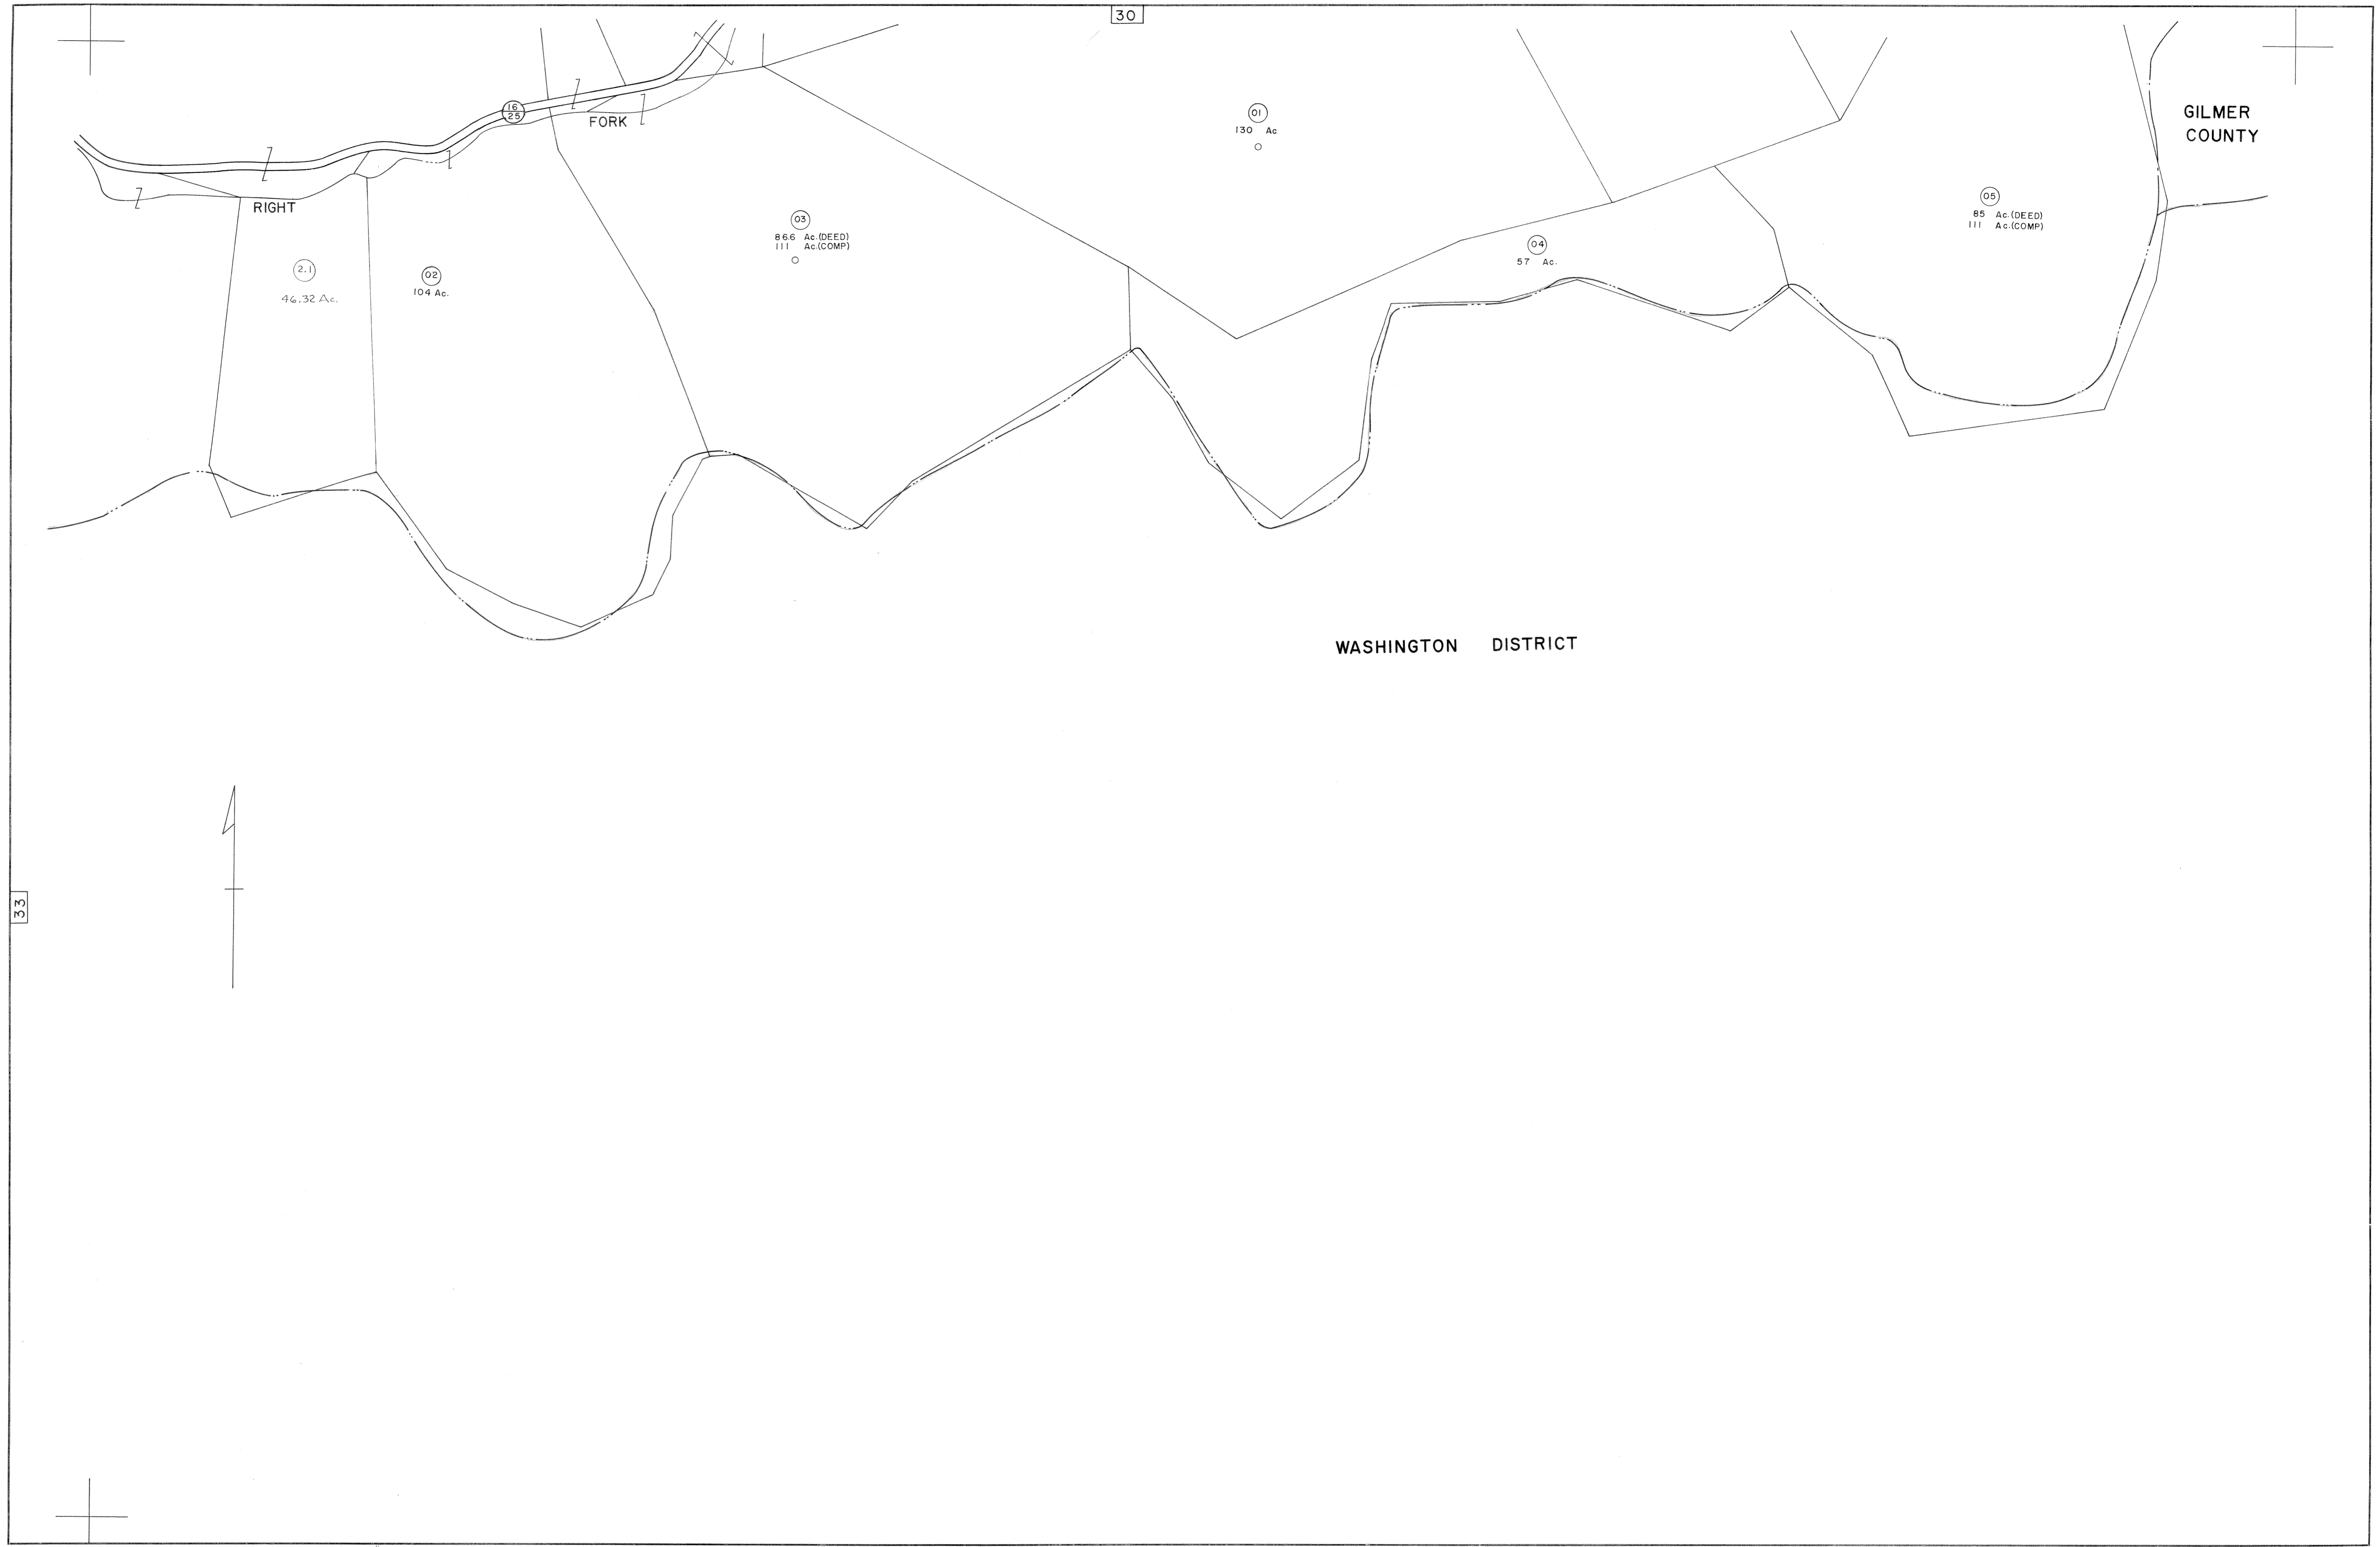 30
GILMER
COUNTY
16
25
FORK
01
130 Ac
RIGHT
05
85 Ac.(DEED)
111 Ac.(COMP)
03
86.6 Ac.(DEED)
111 Ac.(COMP)
04
57 Ac.
2.1
46.32 Ac.
02
104 Ac.
WASHINGTON DISTRICT
33